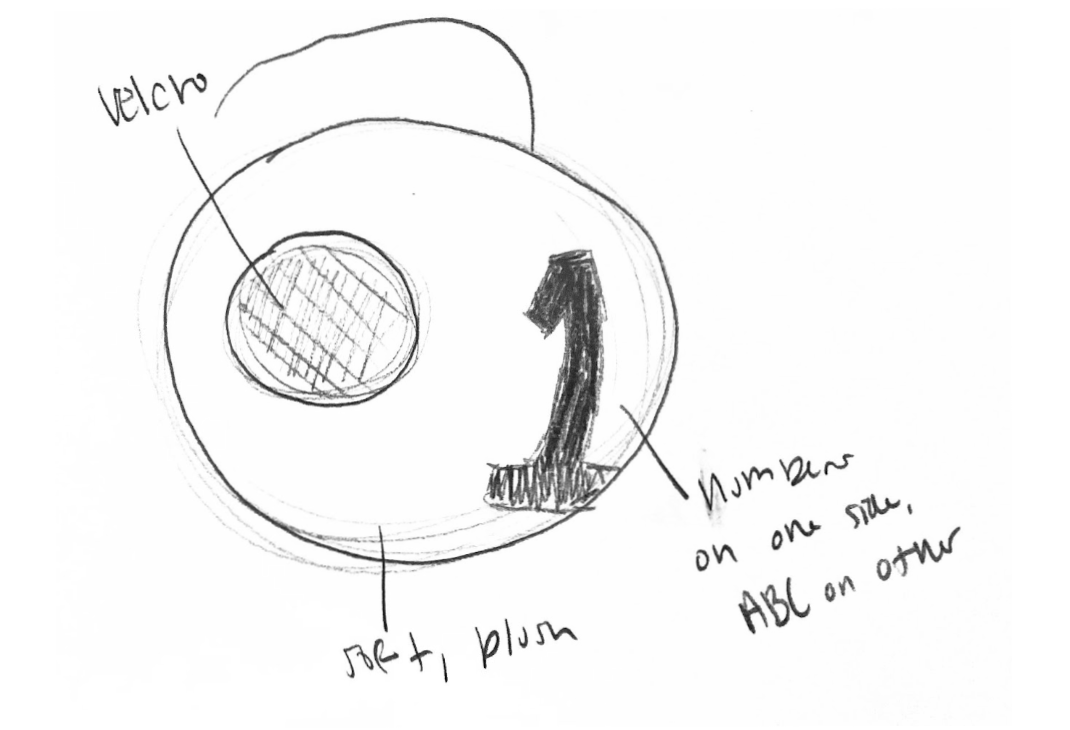 velcro
1
numbers
on one side,
ABC on other
soft, plush